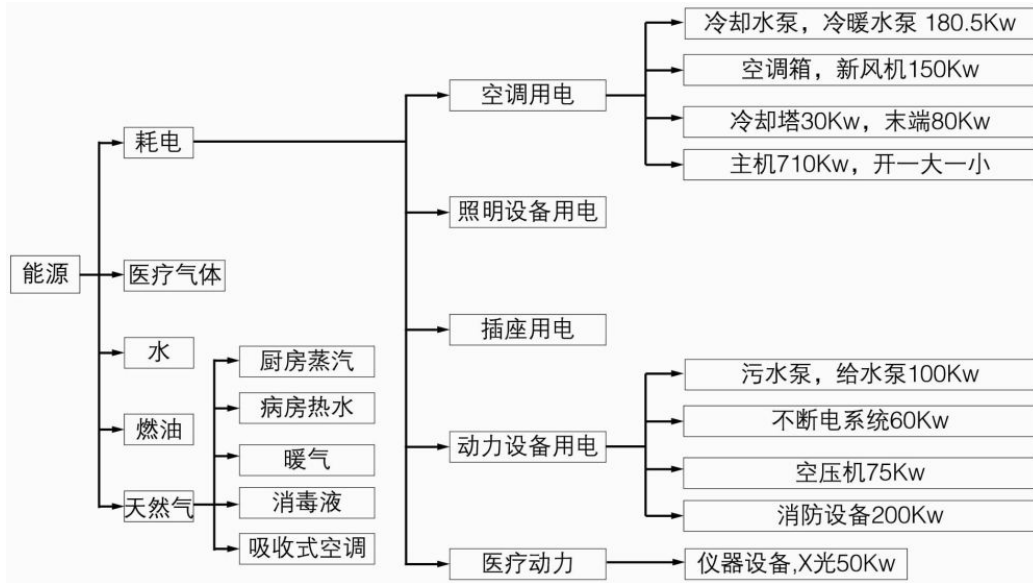 冷却水泵，冷暖水泵 180.5Kw
空调用电
空调箱，新风机150Kw
冷却塔30Kw，末端80Kw
耗电
主机710Kw，开一大一小
照明设备用电
能源
医疗气体
插座用电
水
厨房蒸汽
污水泵，给水泵100Kw
病房热水
不断电系统60Kw
燃油
动力设备用电
暖气
空压机75Kw
天然气
消毒液
消防设备200Kw
吸收式空调
医疗动力
仪器设备,X光50Kw